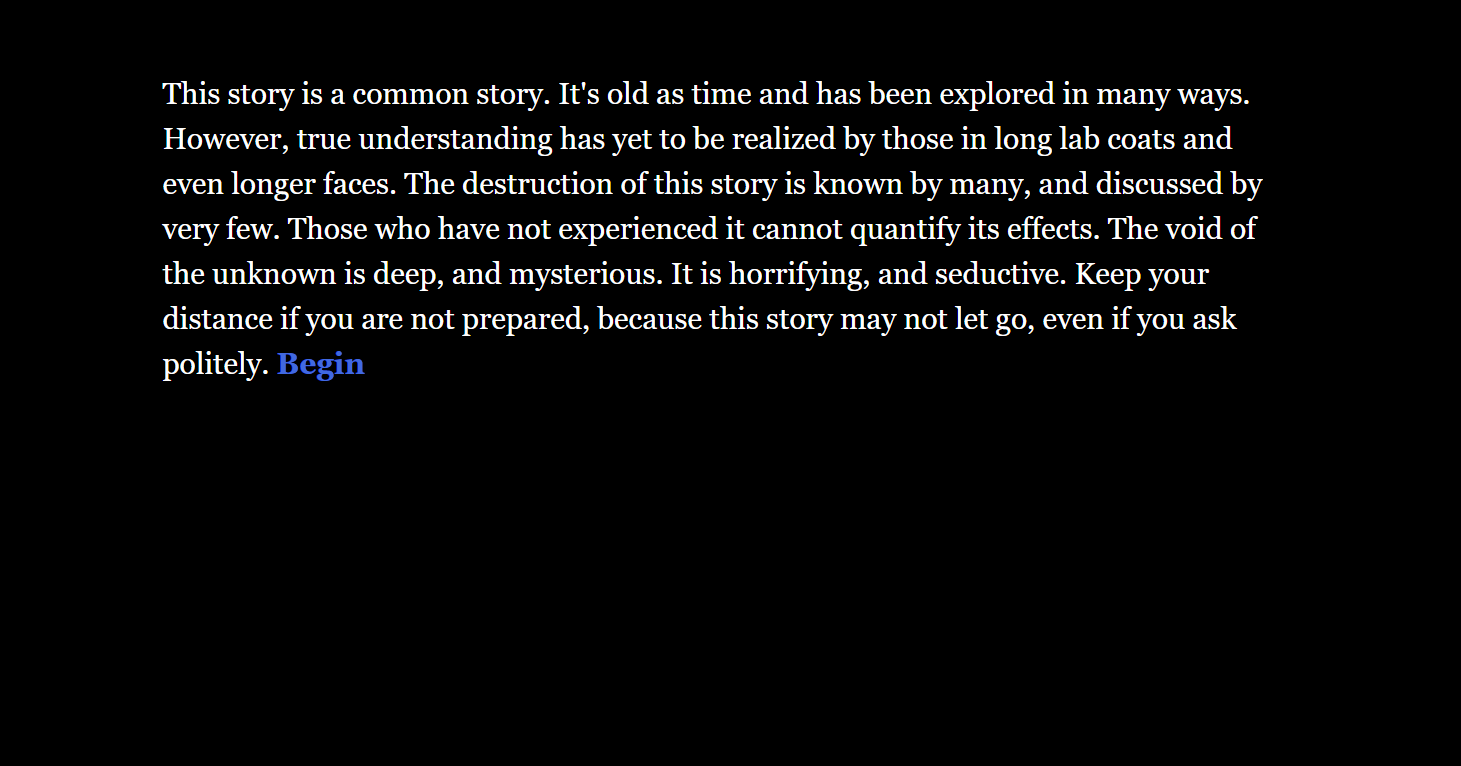 This story is a common story. It's old as time and has been explored in many ways.
However, true understanding has yet to be realized by those in long lab coats and
even longer faces. The destruction of this story is known by many, and discussed by
very few. Those who have not experienced it cannot quantify its effects. The void of
the unknown is deep, and mysterious. It is horrifying, and seductive. Keep your
distance if you are not prepared, because this story may not let go, even if you ask
politely. Begin